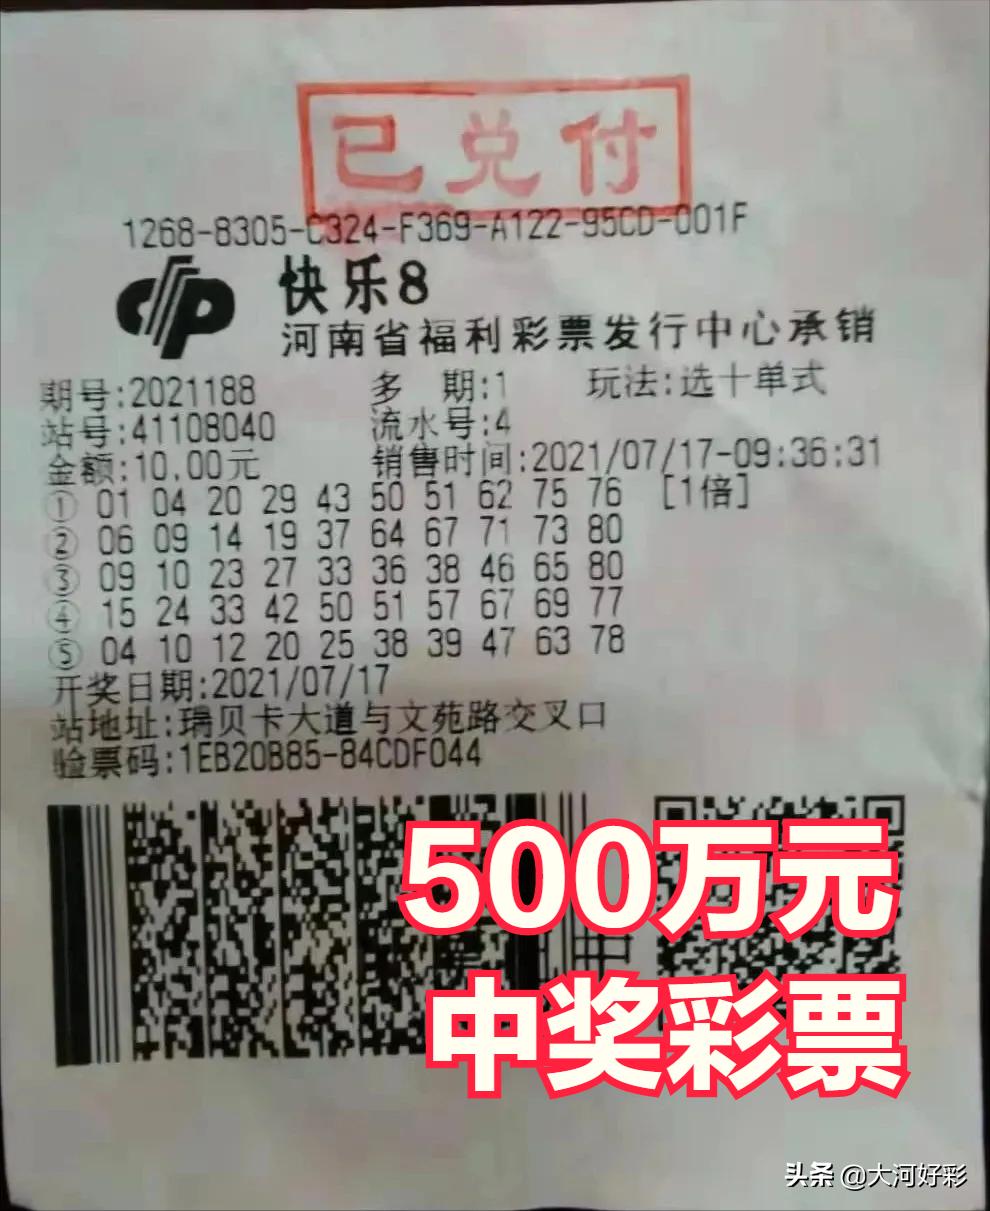 已兑付
1268-8305-C324-F369-A122-95CD-001F
快乐8
河南省福利彩票发行中心承销
期号:2021188 多 期:1 玩法:选十单式
站号:41108040 流水号:4
金额:10.00元 销售时间:2021/07/17-09:36:31
① 01 04 20 29 43 50 51 62 75 76 [1倍]
② 06 09 14 19 37 64 67 71 73 80
③ 09 10 23 27 33 36 38 46 65 80
④ 15 24 33 42 50 51 57 67 69 77
⑤ 04 10 12 20 25 38 39 47 63 78
开奖日期:2021/07/17
站地址:瑞贝卡大道与文苑路交叉口
验票码:1EB20B85-84CDF044
500万元
中奖彩票
头条 @大河好彩